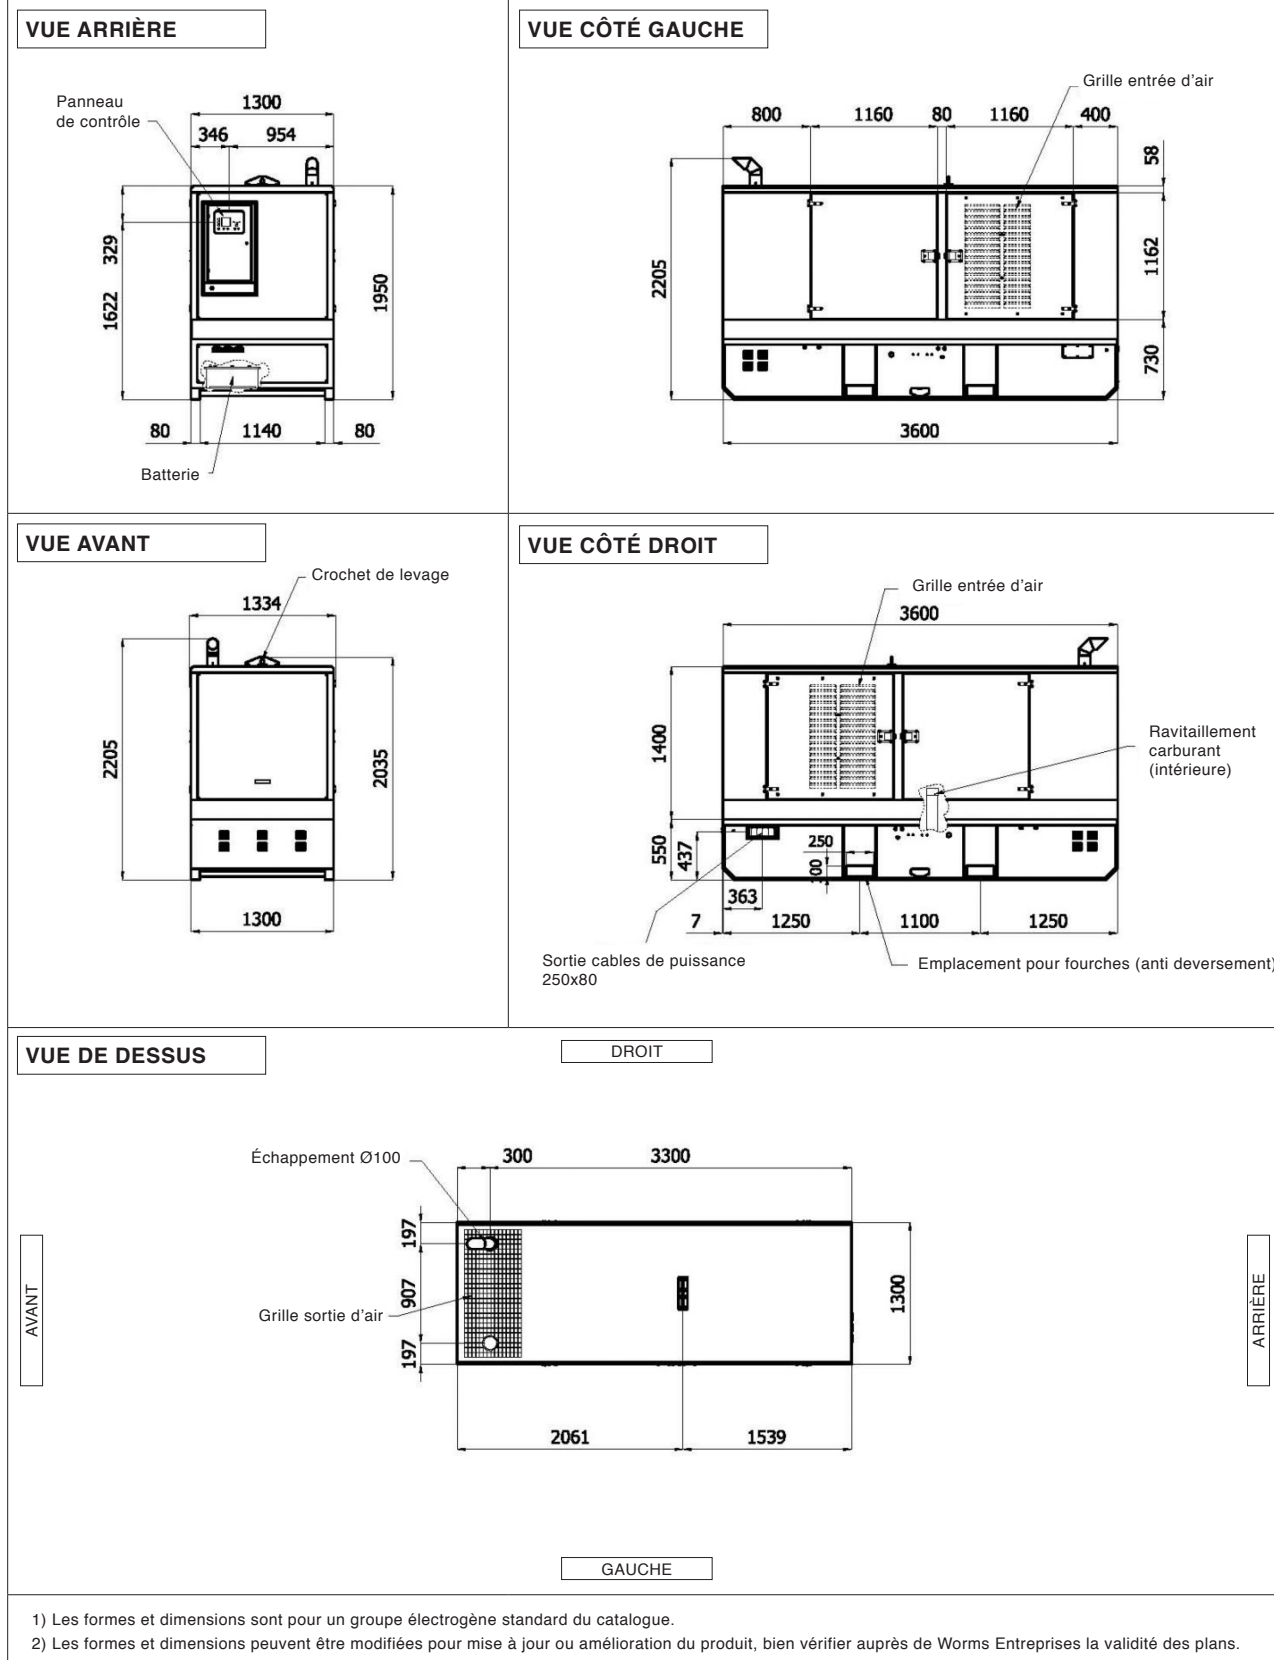 VUE ARRIÈRE
Panneau
de contrôle
1300
346
954
329
1622
1950
80
1140
80
Batterie
VUE CÔTÉ GAUCHE
Grille entrée d'air
800
1160
80
1160
400
58
2205
1162
730
3600
VUE AVANT
Crochet de levage
1334
2205
2035
1300
VUE CÔTÉ DROIT
Grille entrée d'air
3600
1400
Ravitaillement
carburant
(intérieure)
550
437
250
363
7
1250
1100
1250
Sortie cables de puissance
250x80
Emplacement pour fourches (anti deversement)
VUE DE DESSUS
DROIT
Échappement Ø100
300
3300
197
907
197
Grille sortie d'air
1300
AVANT
ARRIÈRE
2061
1539
GAUCHE
1) Les formes et dimensions sont pour un groupe électrogène standard du catalogue.
2) Les formes et dimensions peuvent être modifiées pour mise à jour ou amélioration du produit, bien vérifier auprès de Worms Entreprises la validité des plans.